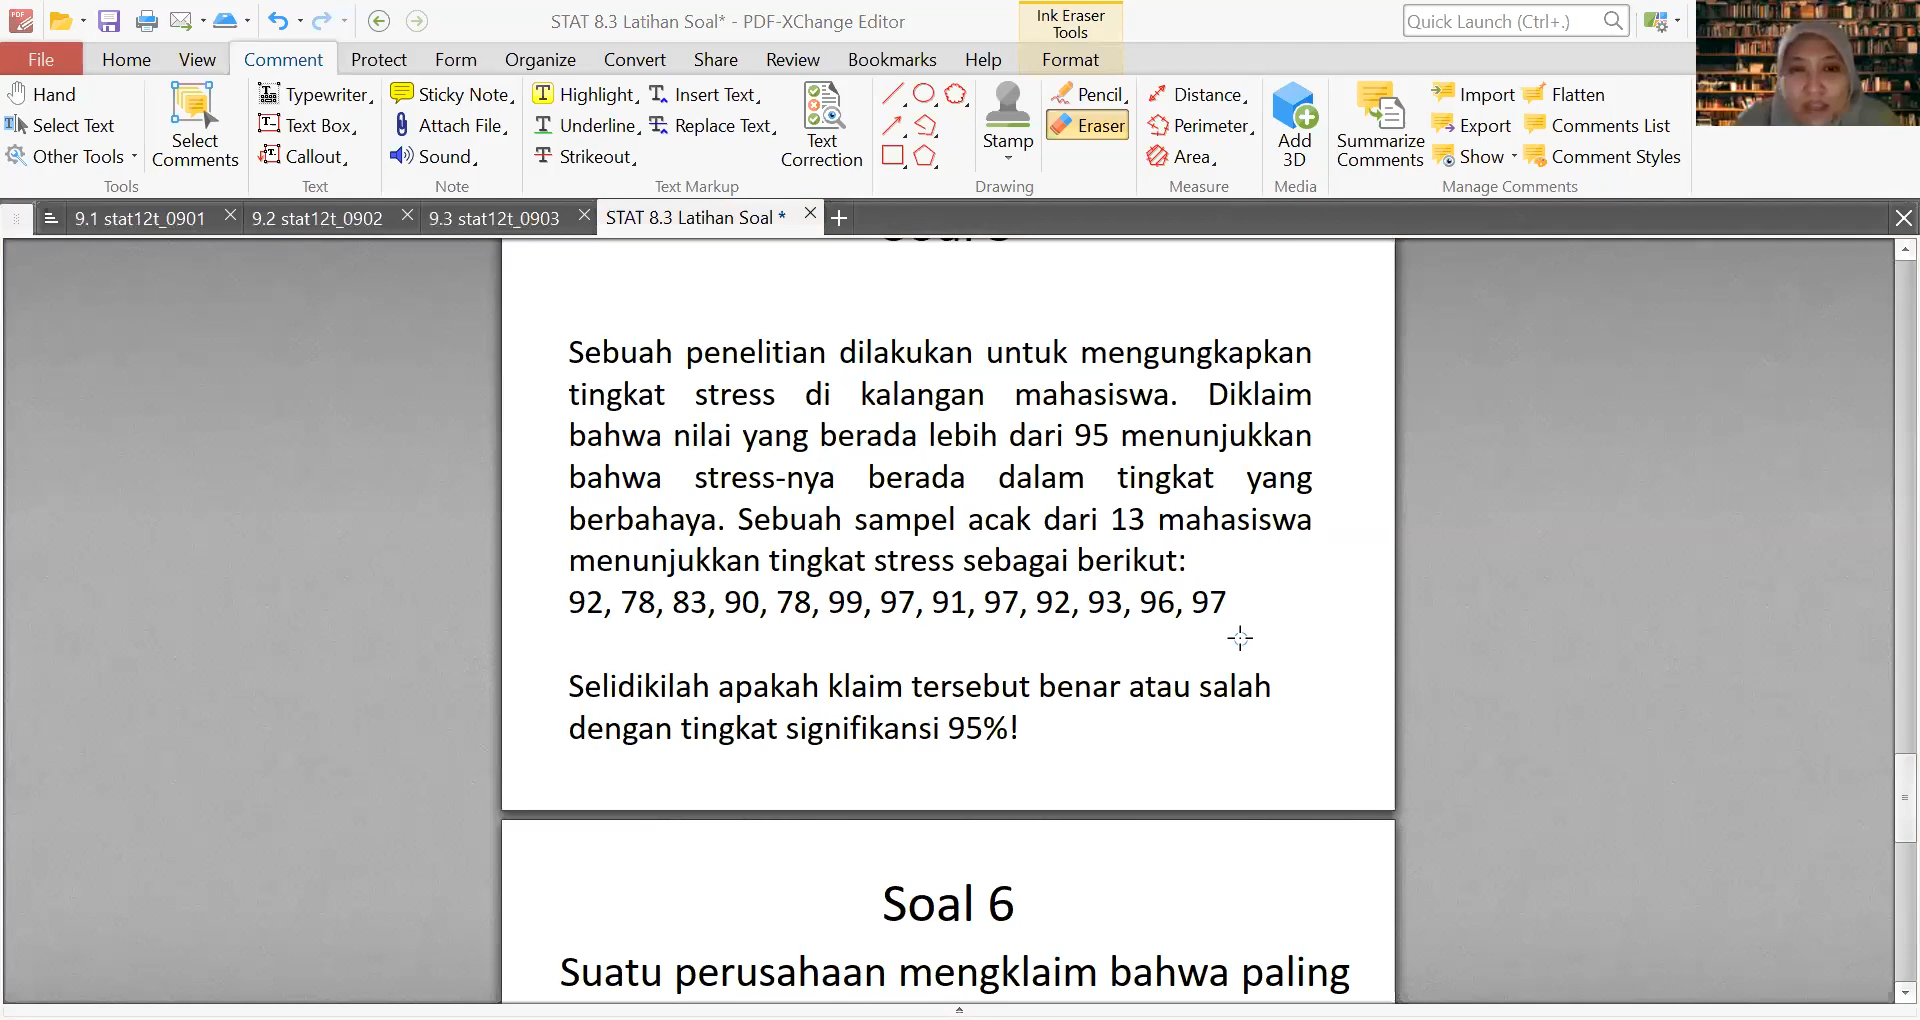 STAT 8.3 Latihan Soal* - PDF-XChange Editor
Ink Eraser
Tools
Quick Launch (Ctrl+.)
File
Home
View
Comment
Protect
Form
Organize
Convert
Share
Review
Bookmarks
Help
Format
Hand
Select Text
Other Tools
Select
Comments
Tools
Typewriter
Text Box
Callout
Text
Sticky Note
Attach File
Sound
Note
Highlight
Underline
Strikeout
Insert Text
Replace Text
Text
Correction
Text Markup
Stamp
Drawing
Pencil
Eraser
Distance
Perimeter
Area
Measure
Add
3D
Media
Summarize
Comments
Import
Export
Show
Flatten
Comments List
Comment Styles
Manage Comments
9.1 stat12t_0901
9.2 stat12t_0902
9.3 stat12t_0903
STAT 8.3 Latihan Soal *
Sebuah penelitian dilakukan untuk mengungkapkan
tingkat stress di kalangan mahasiswa. Diklaim
bahwa nilai yang berada lebih dari 95 menunjukkan
bahwa stress-nya berada dalam tingkat yang
berbahaya. Sebuah sampel acak dari 13 mahasiswa
menunjukkan tingkat stress sebagai berikut:
92, 78, 83, 90, 78, 99, 97, 91, 97, 92, 93, 96, 97
Selidikilah apakah klaim tersebut benar atau salah
dengan tingkat signifikansi 95%!
Soal 6
Suatu perusahaan mengklaim bahwa paling